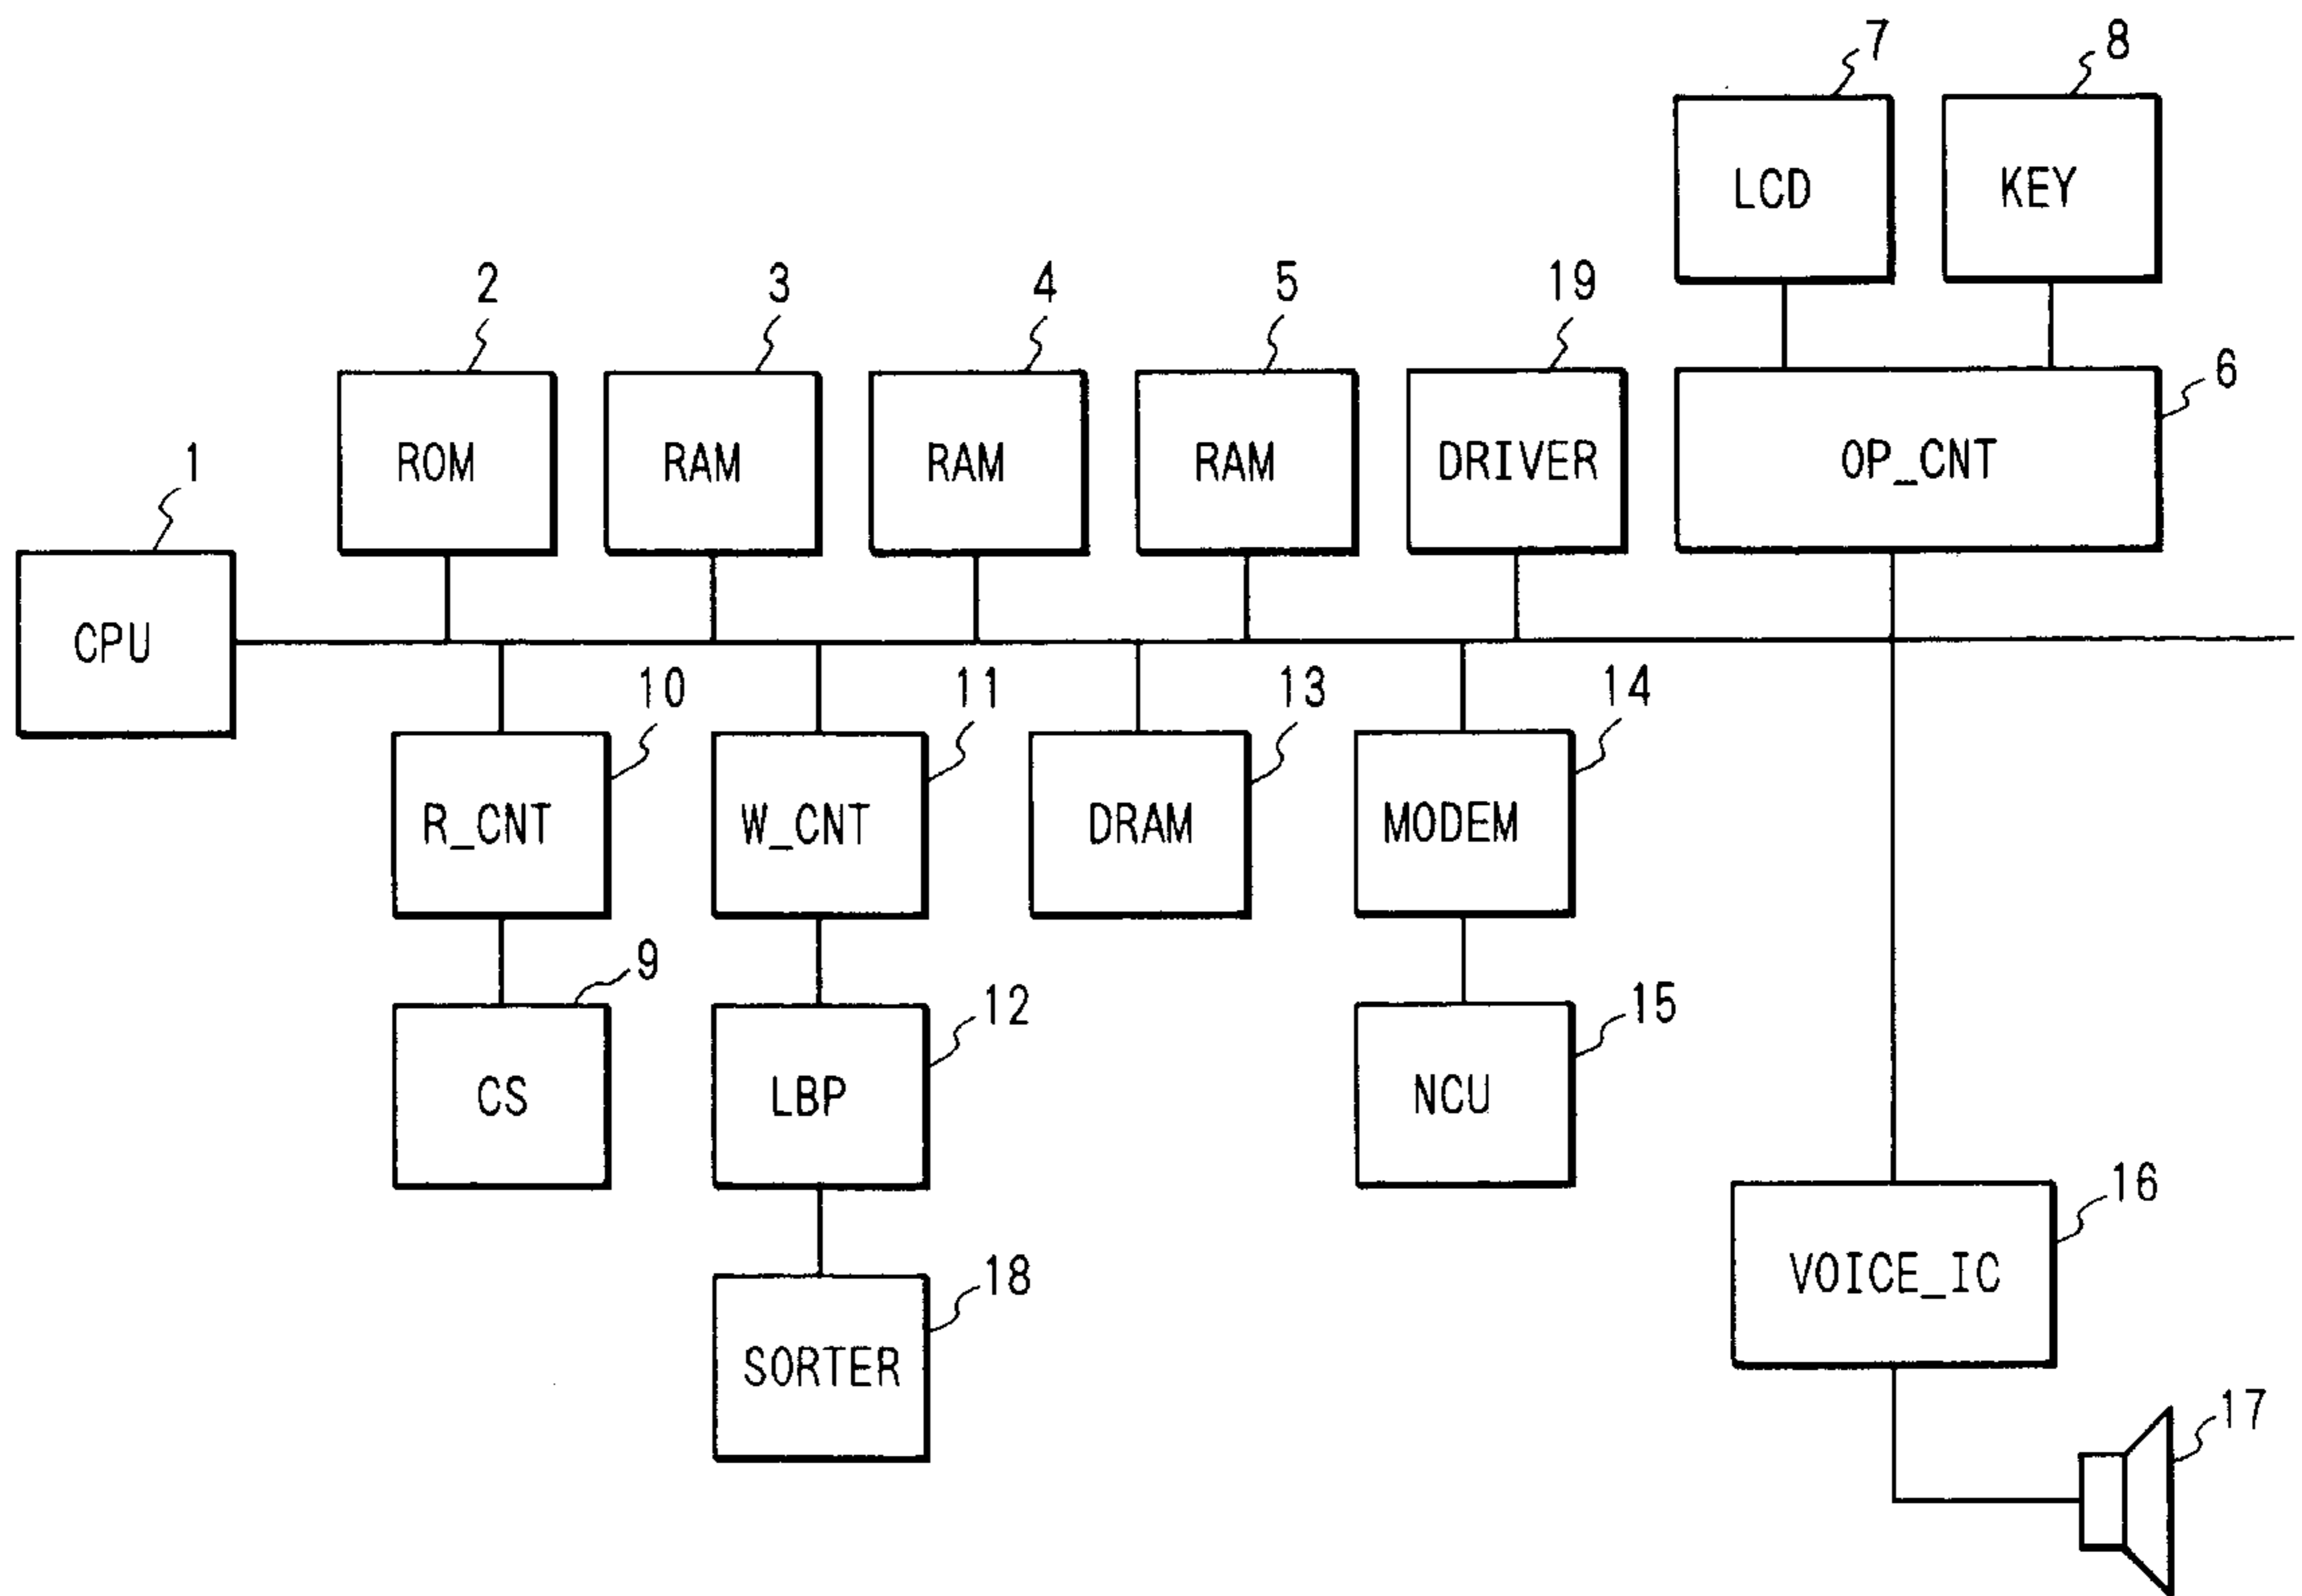 7 8
LCD KEY
2 3 4 5 19
6
1
ROM RAM RAM RAM DRIVER OP_CNT
CPU
10 11 13 14
R_CNT W_CNT DRAM MODEM
9 12 15
CS LBP NCU
16
18
VOICE_IC
SORTER
17